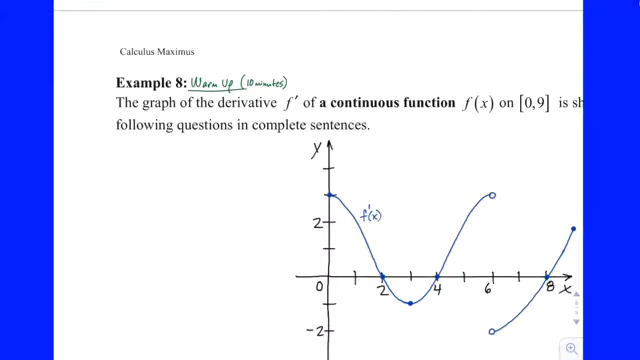 Calculus Maximus
Example 8: Warm Up (10 minutes)
The graph of the derivative f′ of a continuous function f(x) on [0,9] is sh
following questions in complete sentences.
y
f'(x)
2
0 2 4 6 8 x
-2